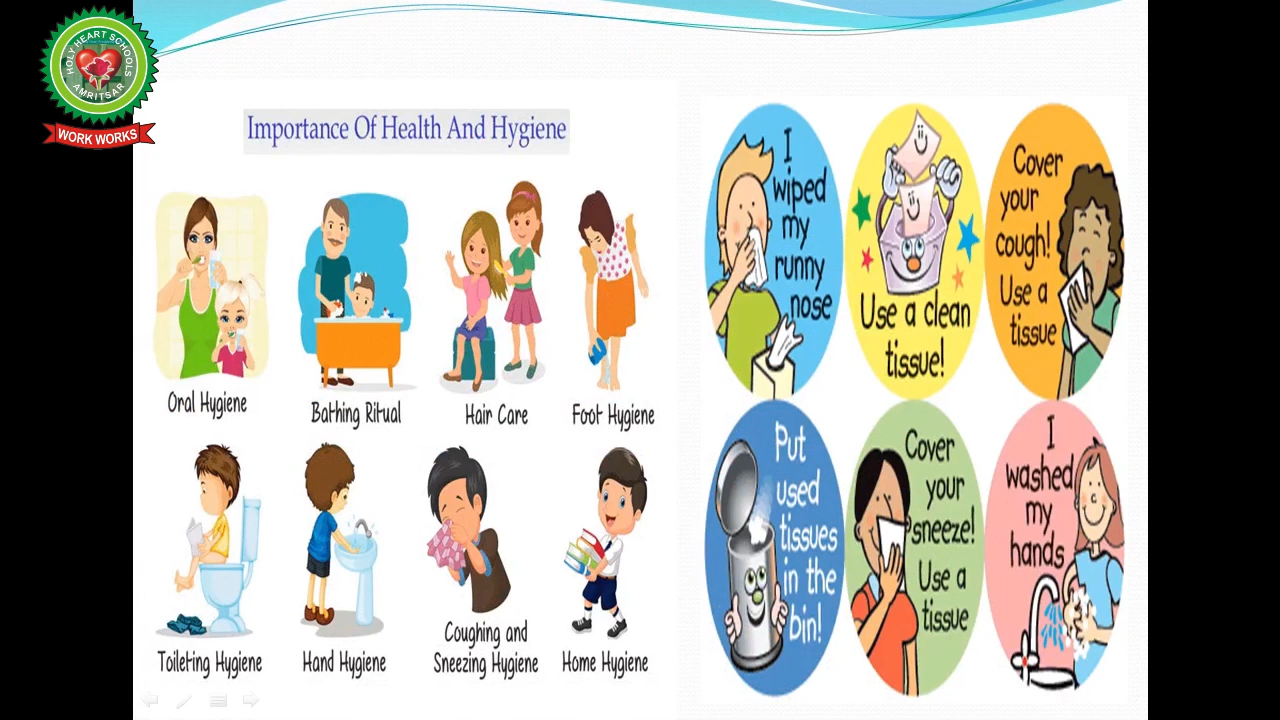 HOLY HEART SCHOOLS
AMRITSAR
WORK WORKS
Importance Of Health And Hygiene
Oral Hygiene
Bathing Ritual
Hair Care
Foot Hygiene
Toileting Hygiene
Hand Hygiene
Coughing and
Sneezing Hygiene
Home Hygiene
I
wiped
my
runny
nose
Use a clean
tissue!
Cover
your
cough!
Use a
tissue
Put
used
tissues
in the
bin!
Cover
your
sneeze!
Use a
tissue
I
washed
my
hands